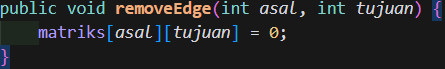 public void removeEdge(int asal, int tujuan) {
    matriks[asal][tujuan] = 0;
}